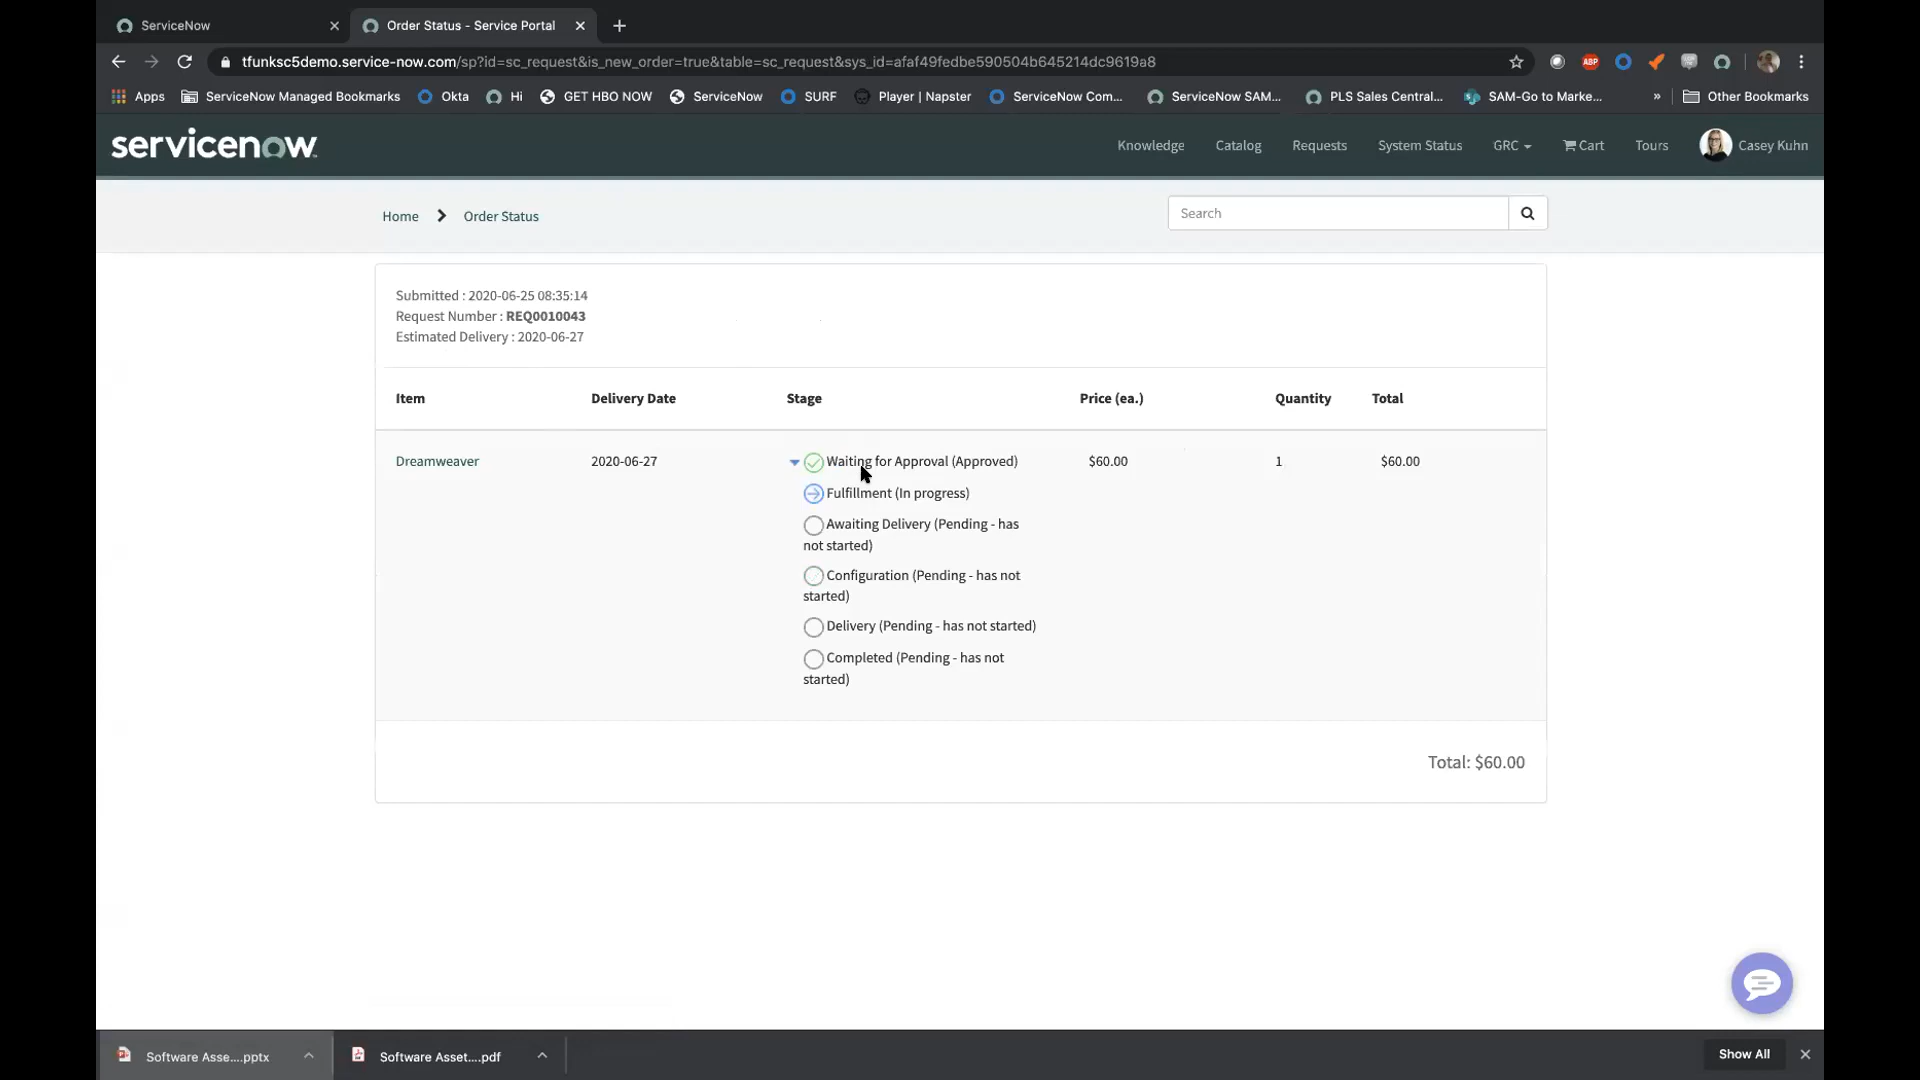 ServiceNow
Order Status - Service Portal
tfunksc5demo.service-now.com/sp?id=sc_request&is_new_order=true&table=sc_request&sys_id=afaf49fedbe590504b645214dc9619a8
ABP
Apps ServiceNow Managed Bookmarks Okta Hi GET HBO NOW ServiceNow SURF Player | Napster ServiceNow Com... ServiceNow SAM... PLS Sales Central... SAM-Go to Marke... » Other Bookmarks
servicenow Knowledge Catalog Requests System Status GRC Cart Tours Casey Kuhn
Home Order Status Search
Submitted : 2020-06-25 08:35:14
Request Number : REQ0010043
Estimated Delivery : 2020-06-27
Item Delivery Date Stage Price (ea.) Quantity Total
Dreamweaver 2020-06-27 Waiting for Approval (Approved) $60.00 1 $60.00
Fulfillment (In progress)
Awaiting Delivery (Pending - has
not started)
Configuration (Pending - has not
started)
Delivery (Pending - has not started)
Completed (Pending - has not
started)
Total: $60.00
Software Asse....pptx Software Asset....pdf Show All